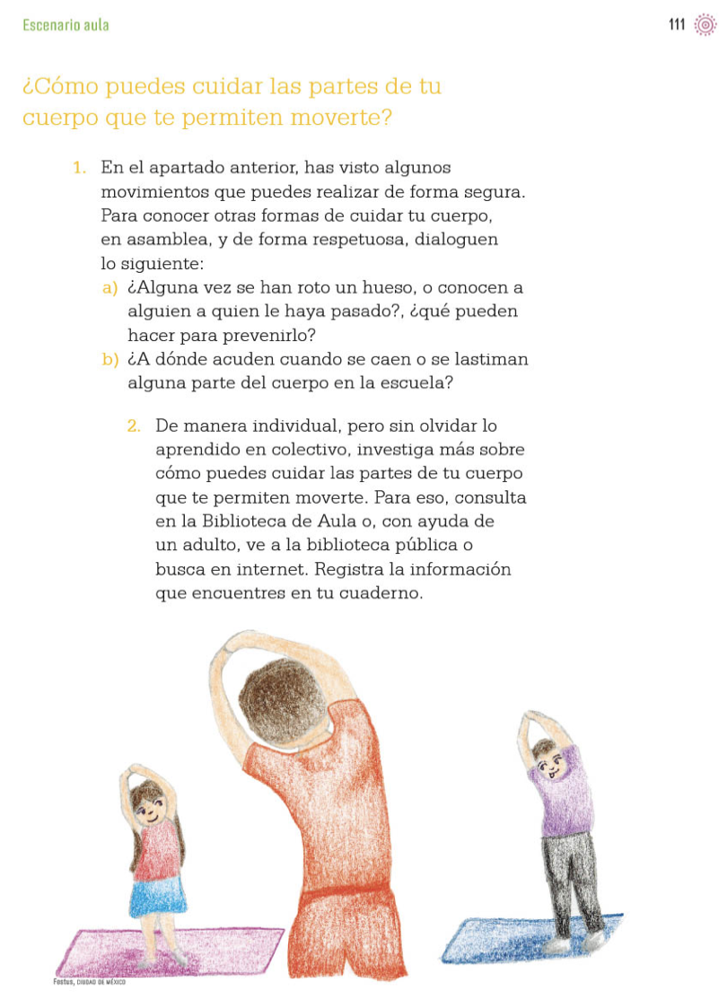 Escenario aula
111
¿Cómo puedes cuidar las partes de tu
cuerpo que te permiten moverte?
1. En el apartado anterior, has visto algunos
movimientos que puedes realizar de forma segura.
Para conocer otras formas de cuidar tu cuerpo,
en asamblea, y de forma respetuosa, dialoguen
lo siguiente:
a) ¿Alguna vez se han roto un hueso, o conocen a
alguien a quien le haya pasado?, ¿qué pueden
hacer para prevenirlo?
b) ¿A dónde acuden cuando se caen o se lastiman
alguna parte del cuerpo en la escuela?
2. De manera individual, pero sin olvidar lo
aprendido en colectivo, investiga más sobre
cómo puedes cuidar las partes de tu cuerpo
que te permiten moverte. Para eso, consulta
en la Biblioteca de Aula o, con ayuda de
un adulto, ve a la biblioteca pública o
busca en internet. Registra la información
que encuentres en tu cuaderno.
Festus, CIUDAD DE MÉXICO